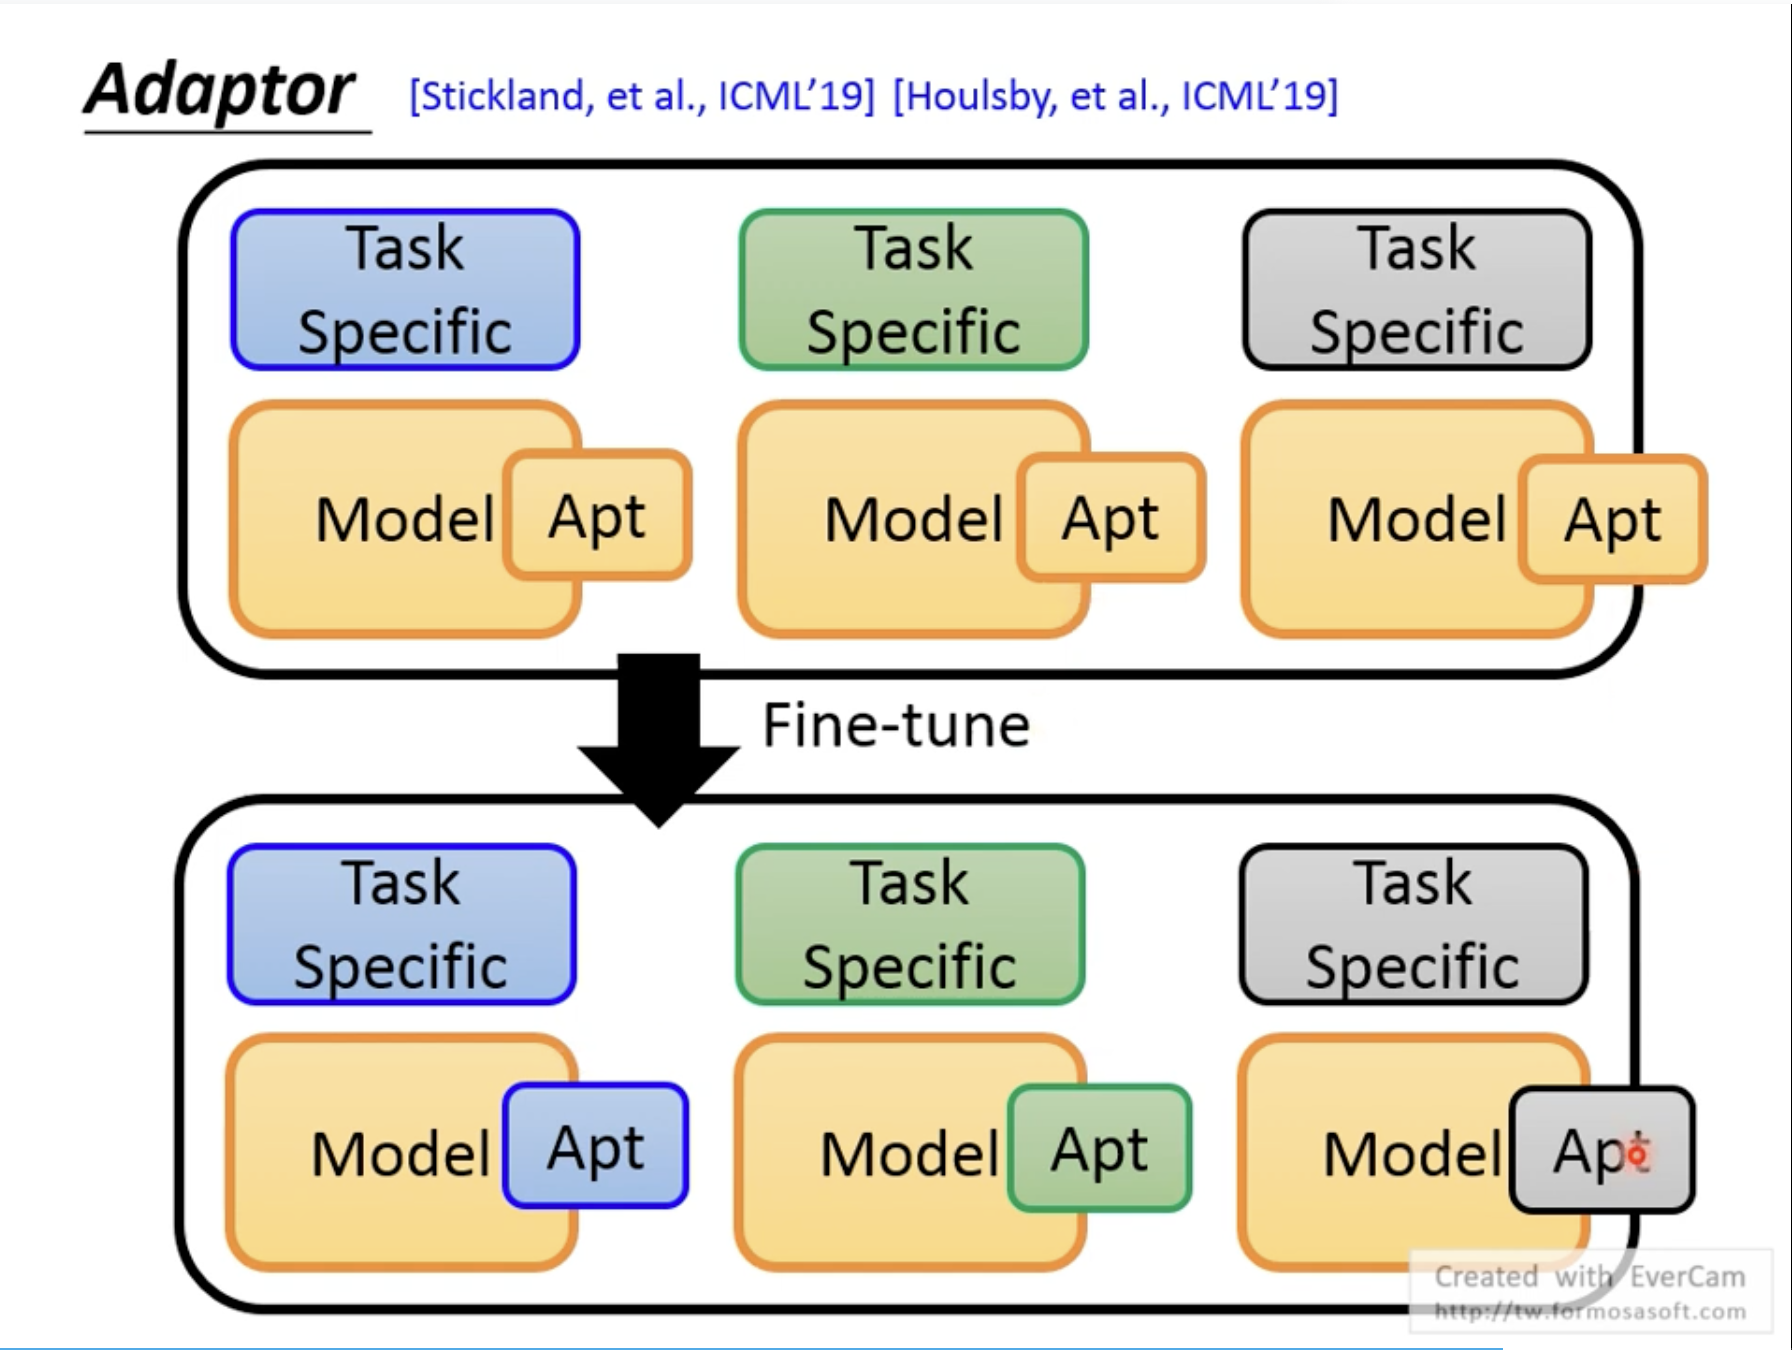 Adaptor [Stickland, et al., ICML’19] [Houlsby, et al., ICML’19]
Task Specific
Task Specific
Task Specific
Model Apt
Model Apt
Model Apt
Fine-tune
Task Specific
Task Specific
Task Specific
Model Apt
Model Apt
Model Apt
Created with EverCam
http://tw.formosasoft.com